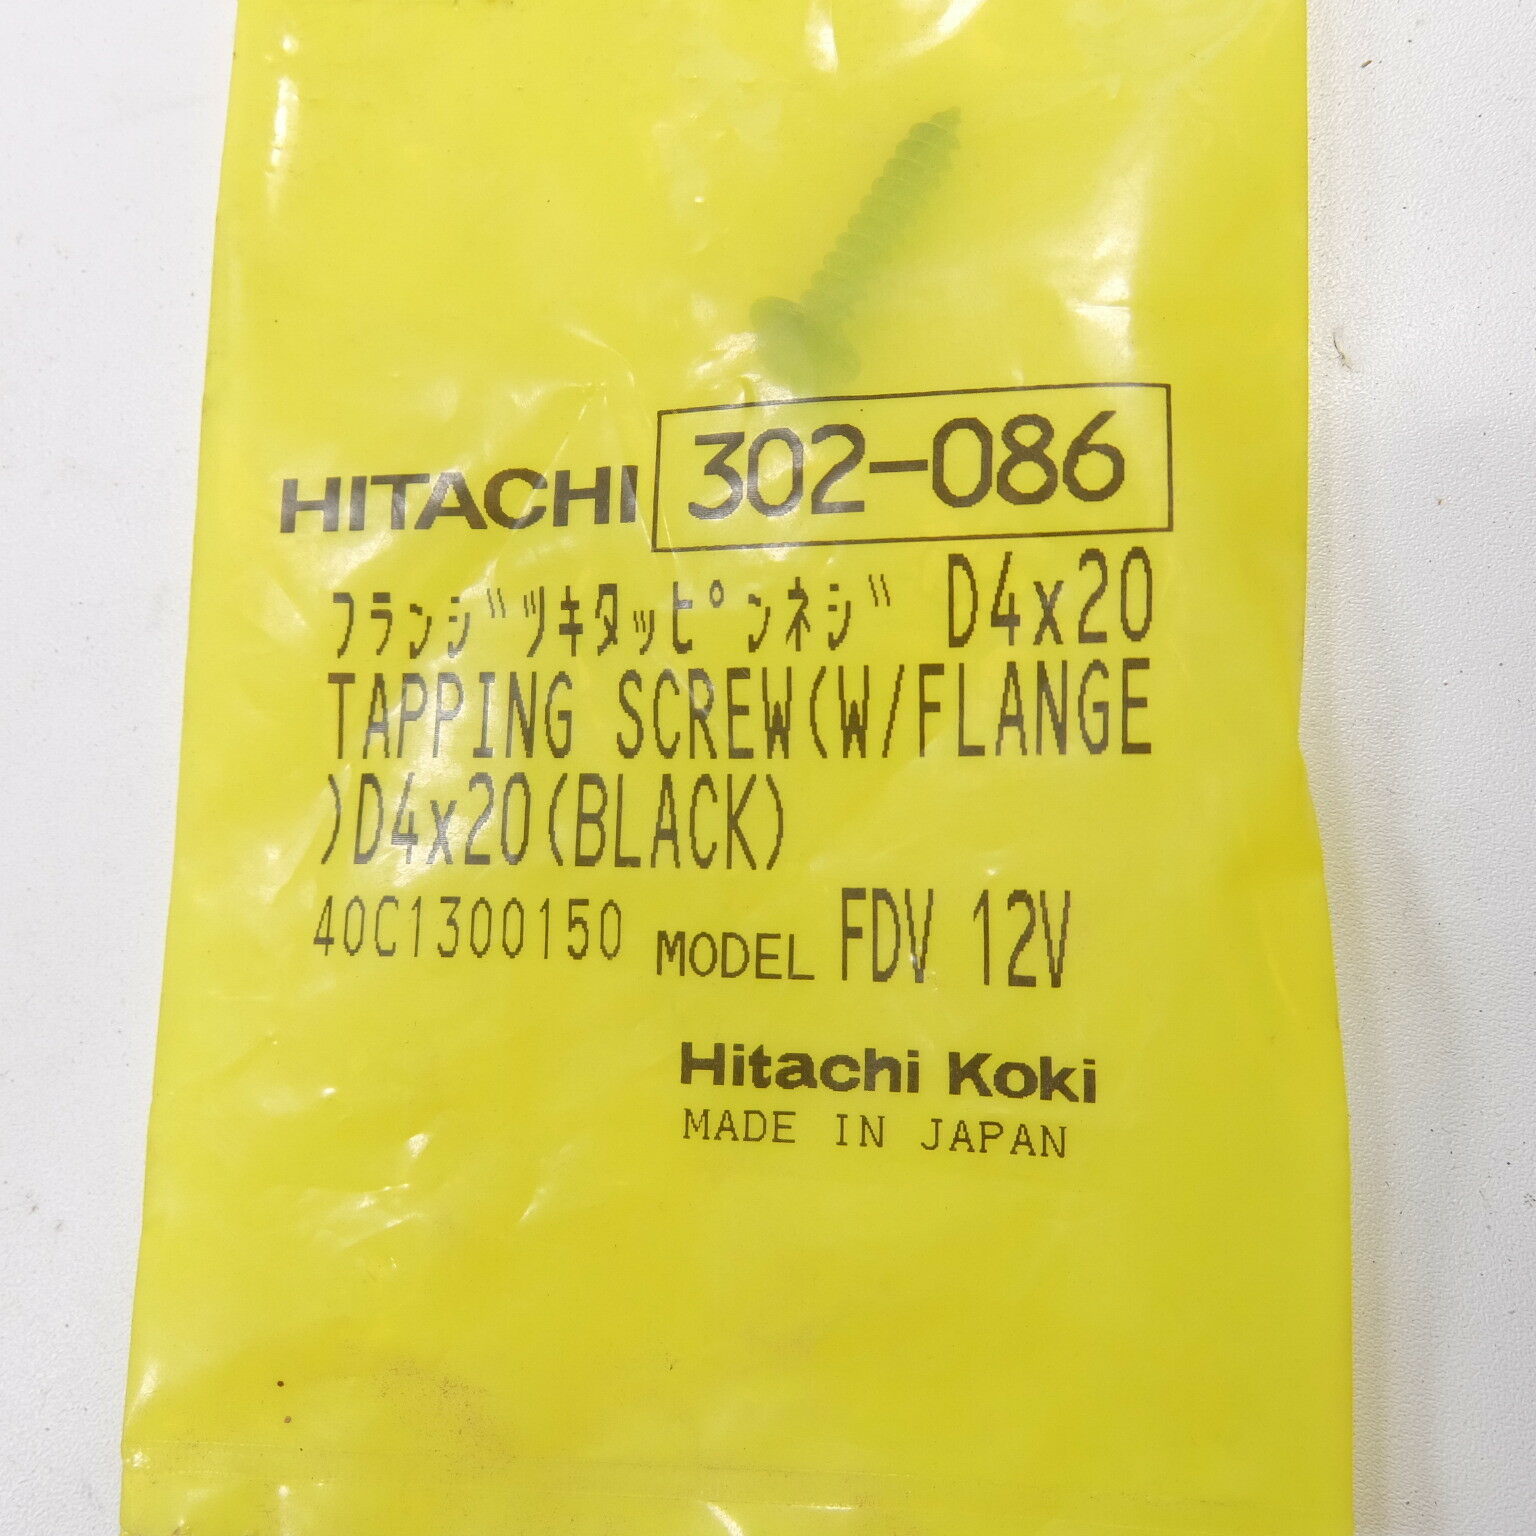 HITACHI 302-086
フランジ゛ツキタッピ゜ンネジ゛ D4x20
TAPPING SCREW(W/FLANGE
)D4x20(BLACK)
40C1300150 MODEL FDV 12V
Hitachi Koki
MADE IN JAPAN